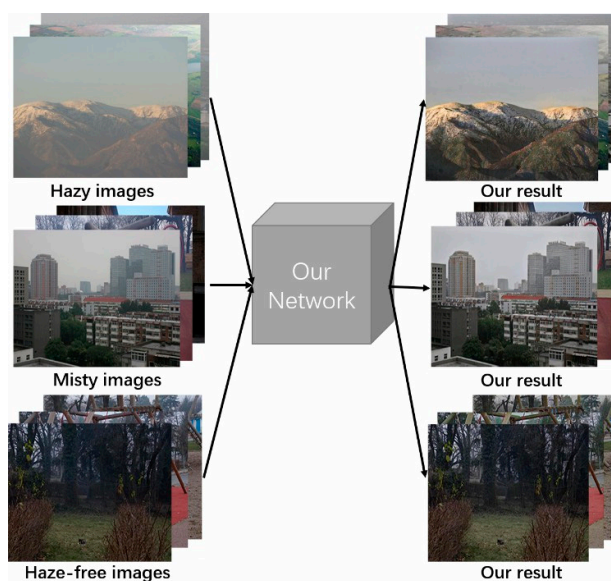 Hazy images
Our result
Our
Network
Misty images
Our result
Haze-free images
Our result